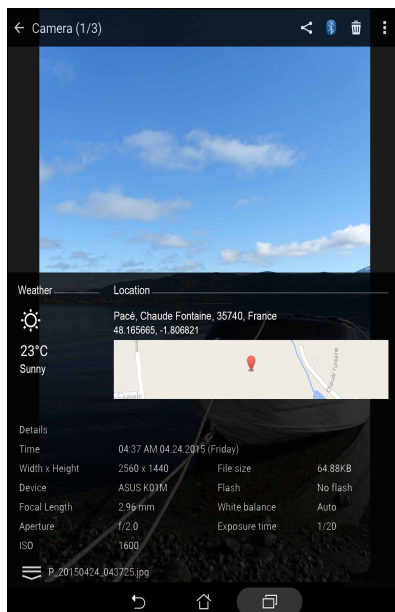 Camera (1/3)
Weather
Location
23°C
Sunny
Pacé, Chaude Fontaine, 35740, France
48.165665, -1.806821
Chaude Fontaine
Google
Details
Time 04:37 AM 04.24.2015 (Friday)
Width x Height 2560 x 1440 File size 64.88KB
Device ASUS K01M Flash No flash
Focal Length 2.96 mm White balance Auto
Aperture f/2.0 Exposure time 1/20
ISO 1600
P_20150424_043725.jpg